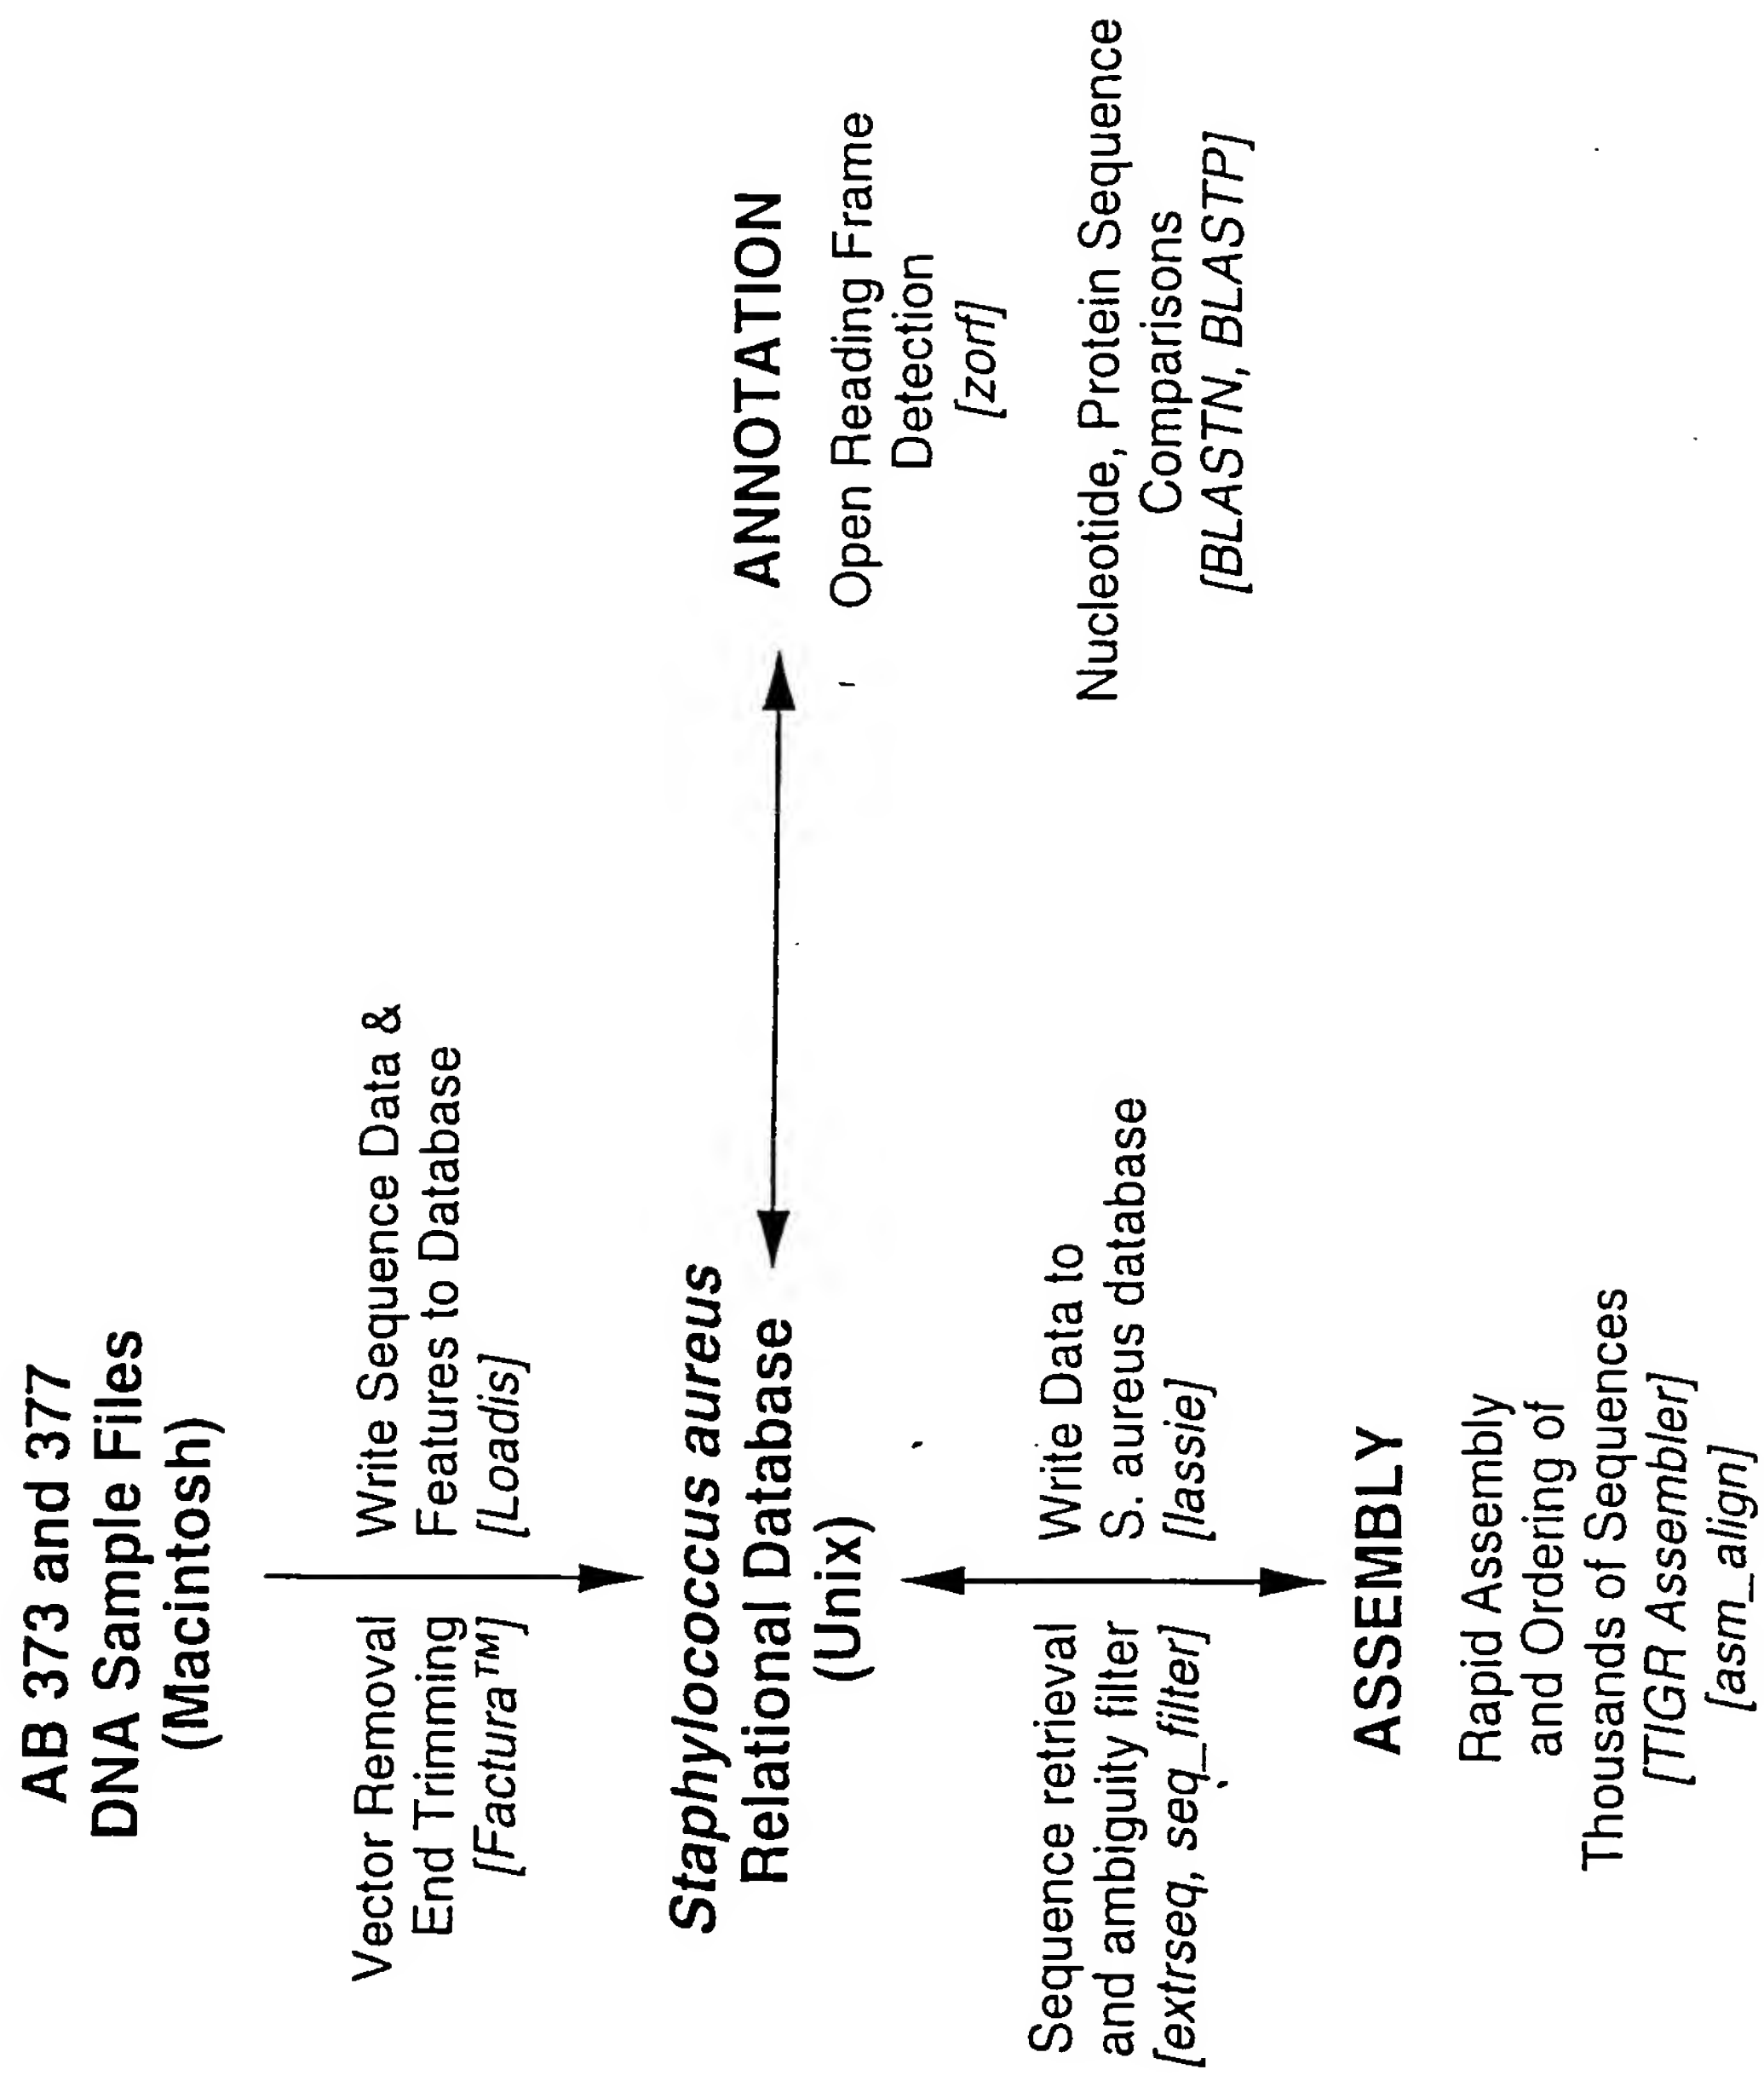 AB 373 and 377
DNA Sample Files
(Macintosh)
Vector Removal
End Trimming
[Factura™]
Write Sequence Data &
Features to Database
[Loadis]
Staphylococcus aureus
Relational Database
(Unix)
ANNOTATION
Open Reading Frame
Detection
[zorf]
Nucleotide, Protein Sequence
Comparisons
[BLASTN, BLASTP]
Sequence retrieval
and ambiguity filter
[extrseq, seq_filter]
Write Data to
S. aureus database
[lassie]
ASSEMBLY
Rapid Assembly
and Ordering of
Thousands of Sequences
[TIGR Assembler]
[asm_align]